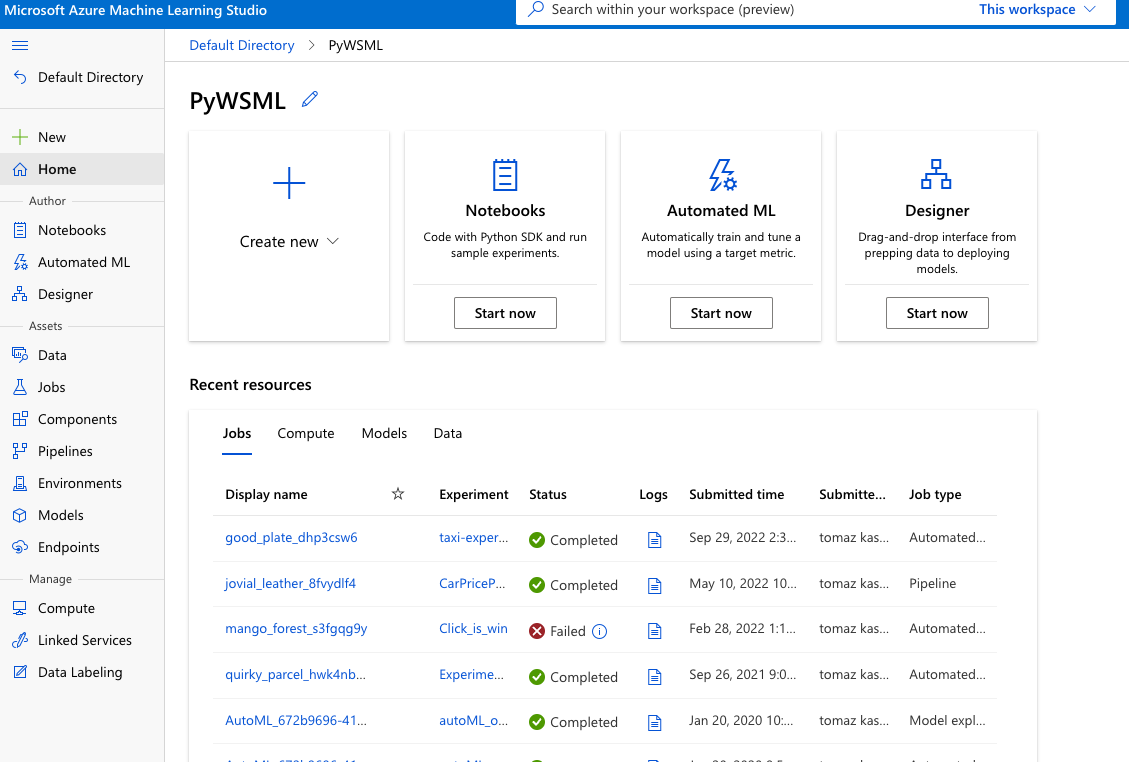 Microsoft Azure Machine Learning Studio
Search within your workspace (preview)
This workspace
Default Directory
New
Home
Author
Notebooks
Automated ML
Designer
Assets
Data
Jobs
Components
Pipelines
Environments
Models
Endpoints
Manage
Compute
Linked Services
Data Labeling
Default Directory > PyWSML
PyWSML
Create new
Notebooks
Code with Python SDK and run
sample experiments.
Start now
Automated ML
Automatically train and tune a
model using a target metric.
Start now
Designer
Drag-and-drop interface from
prepping data to deploying
models.
Start now
Recent resources
Jobs Compute Models Data
Display name Experiment Status Logs Submitted time Submitte... Job type
good_plate_dhp3csw6 taxi-exper... Completed Sep 29, 2022 2:3... tomaz kas... Automated...
jovial_leather_8fvydlf4 CarPriceP... Completed May 10, 2022 10... tomaz kas... Pipeline
mango_forest_s3fgqg9y Click_is_win Failed Feb 28, 2022 1:1... tomaz kas... Automated...
quirky_parcel_hwk4nb... Experime... Completed Sep 26, 2021 9:0... tomaz kas... Automated...
AutoML_672b9696-41... autoML_o... Completed Jan 20, 2020 10:... tomaz kas... Model expl...